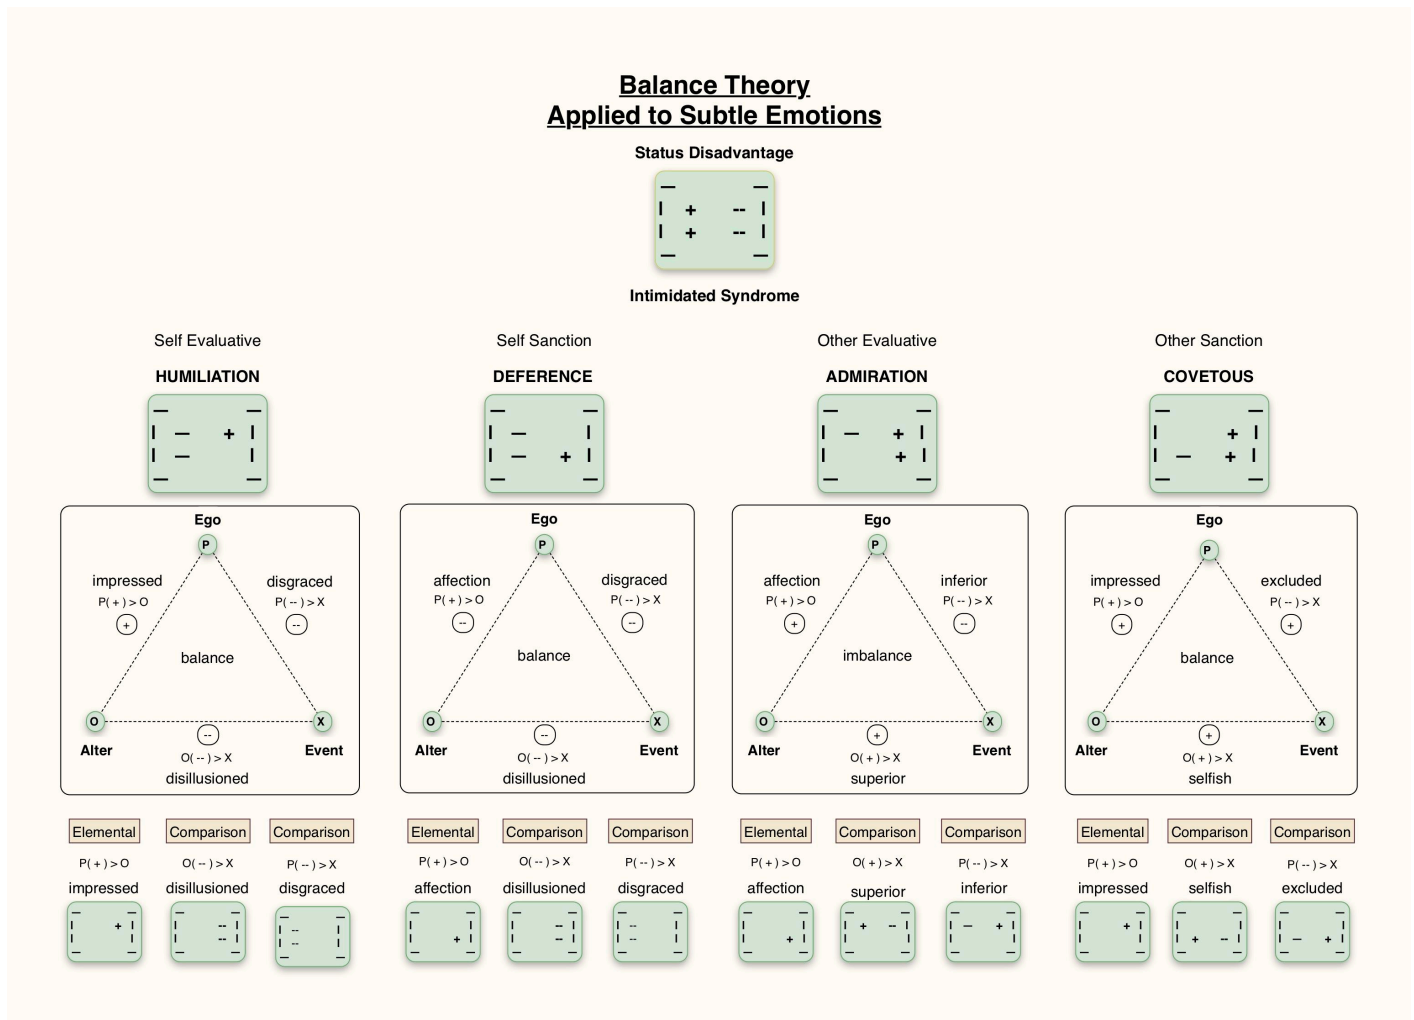 Balance Theory
Applied to Subtle Emotions
Status Disadvantage
— —
| + -- |
| + -- |
— —
Intimidated Syndrome
Self Evaluative Self Sanction Other Evaluative Other Sanction
HUMILIATION DEFERENCE ADMIRATION COVETOUS
— — — — — — — —
| — + | | — | | — + | | + |
| — | | — + | | + | | — + |
— — — — — — — —
Ego Ego Ego Ego
P P P P
impressed disgraced affection disgraced affection inferior impressed excluded
P( + ) > O P( -- ) > X P( + ) > O P( -- ) > X P( + ) > O P( -- ) > X P( + ) > O P( -- ) > X
+ -- -- -- + -- + +
balance balance imbalance balance
O X O X O X O X
-- -- + +
Alter Event Alter Event Alter Event Alter Event
O( -- ) > X O( -- ) > X O( + ) > X O( + ) > X
disillusioned disillusioned superior selfish
Elemental Comparison Comparison Elemental Comparison Comparison Elemental Comparison Comparison Elemental Comparison Comparison
P( + ) > O O( -- ) > X P( -- ) > X P( + ) > O O( -- ) > X P( -- ) > X P( + ) > O O( + ) > X P( -- ) > X P( + ) > O O( + ) > X P( -- ) > X
impressed disillusioned disgraced affection disillusioned disgraced affection superior inferior impressed selfish excluded
— — — — — — — — — — — — — — — — — — — — — — — —
| + | | -- | | -- | | | | -- | | -- | | | | + -- | | — + | | + | | | | |
| | | -- | | -- | | + | | -- | | -- | | + | | | | | | | | + -- | | — + |
— — — — — — — — — — — — — — — — — — — — — — — —